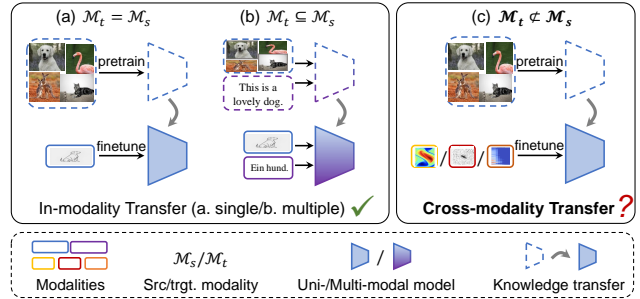 (a) ℳₜ = ℳₛ
(b) ℳₜ ⊆ ℳₛ
(c) ℳₜ ⊄ ℳₛ
pretrain
This is a
lovely dog.
pretrain
finetune
Ein hund.
/ / finetune
In-modality Transfer (a. single/b. multiple) ✓
Cross-modality Transfer ?
ℳₛ/ℳₜ
/
Modalities
Src/trgt. modality
Uni-/Multi-modal model
Knowledge transfer